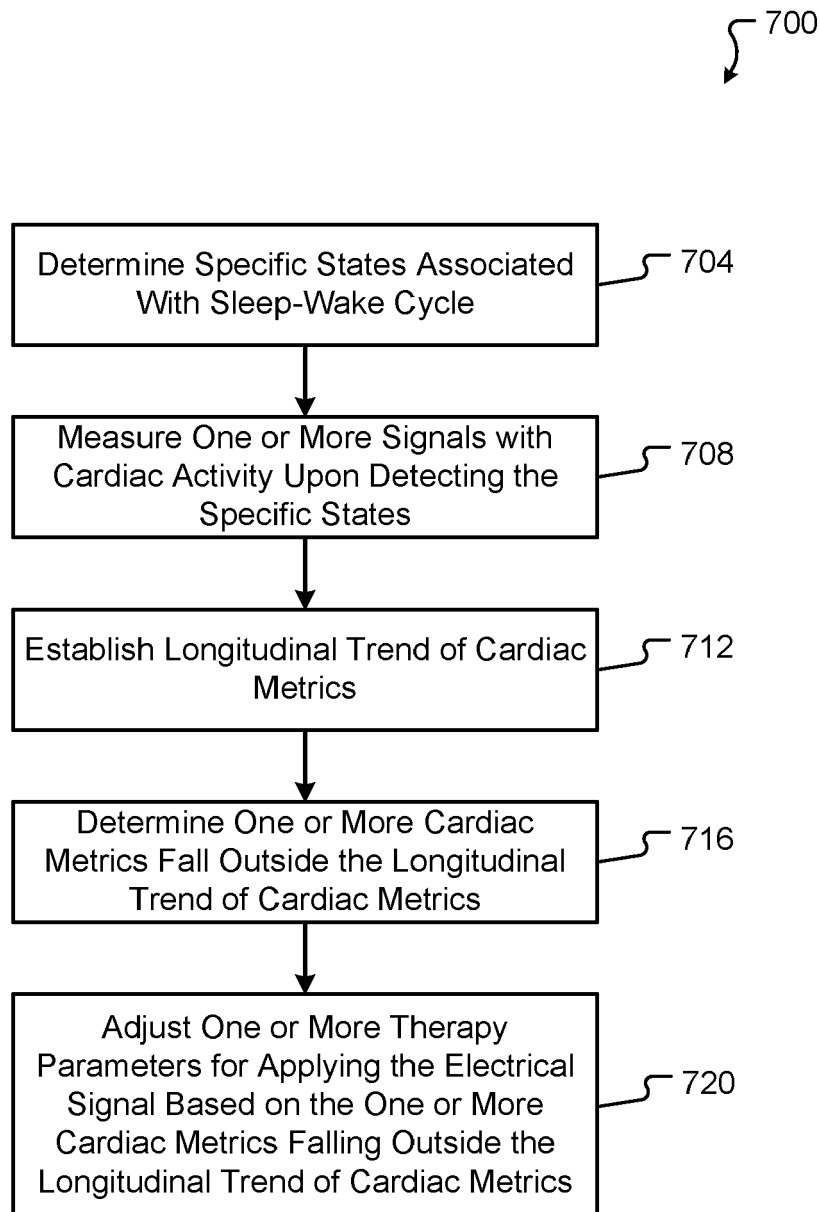 700
Determine Specific States Associated
With Sleep-Wake Cycle
704
Measure One or More Signals with
Cardiac Activity Upon Detecting the
Specific States
708
Establish Longitudinal Trend of Cardiac
Metrics
712
Determine One or More Cardiac
Metrics Fall Outside the Longitudinal
Trend of Cardiac Metrics
716
Adjust One or More Therapy
Parameters for Applying the Electrical
Signal Based on the One or More
Cardiac Metrics Falling Outside the
Longitudinal Trend of Cardiac Metrics
720